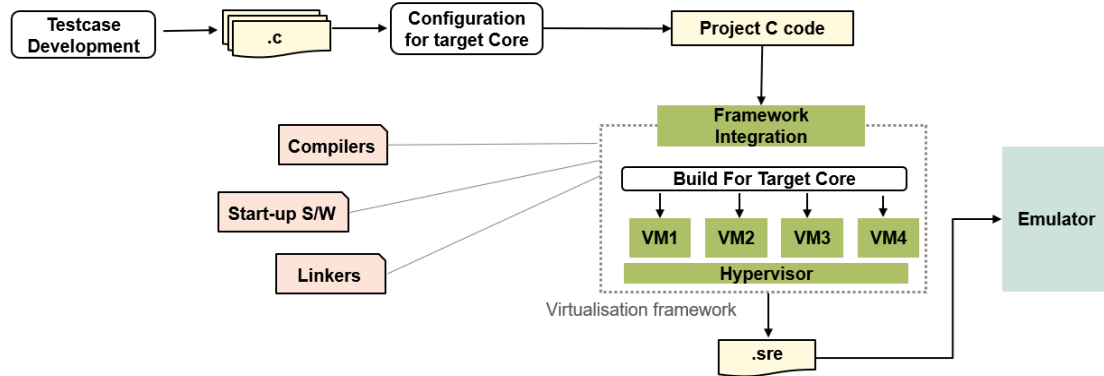 Testcase
Development
.c
Configuration
for target Core
Project C code
Framework
Integration
Compilers
Build For Target Core
Start-up S/W
VM1
VM2
VM3
VM4
Emulator
Linkers
Hypervisor
Virtualisation framework
.sre